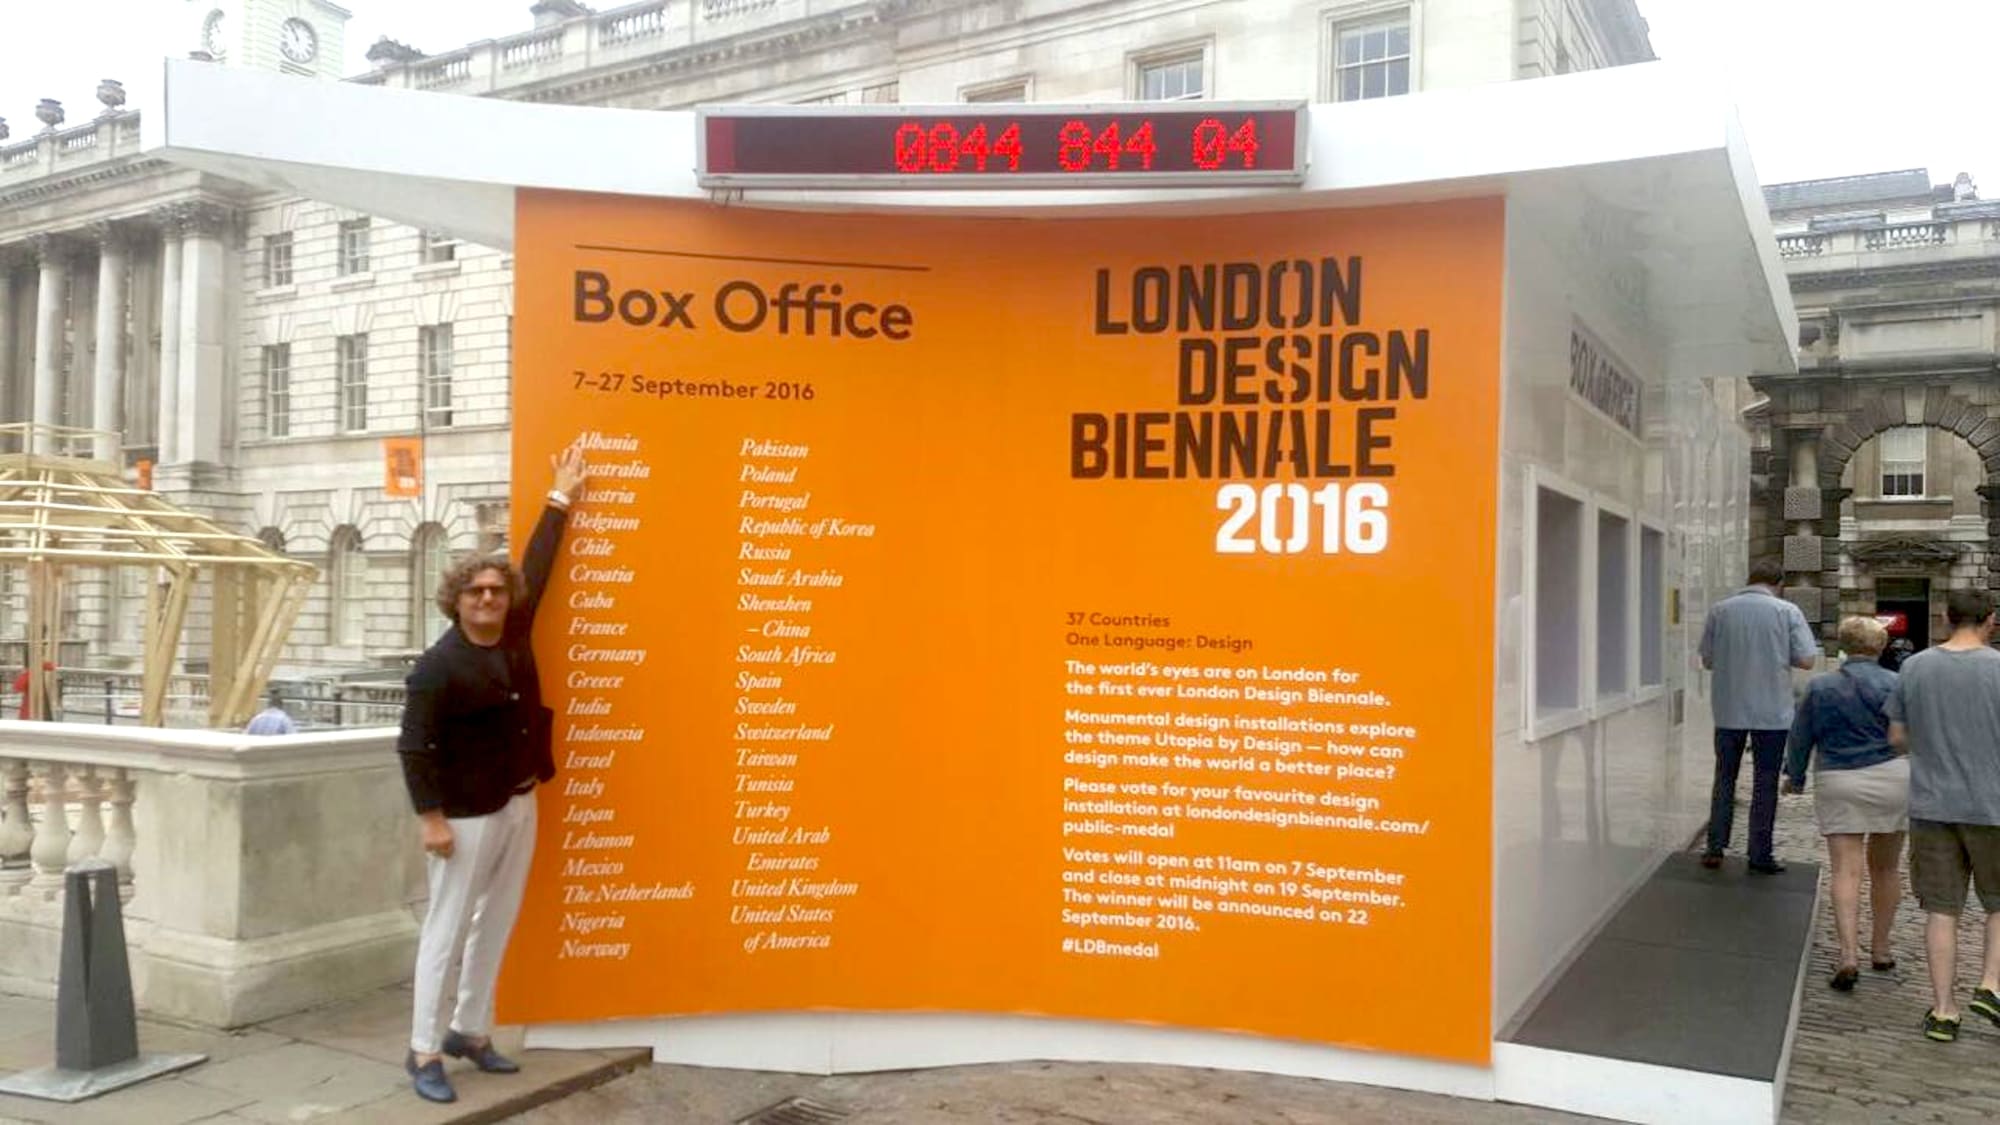 0844 844 04
Box Office
7–27 September 2016
Albania
Australia
Austria
Belgium
Chile
Croatia
Cuba
France
Germany
Greece
India
Indonesia
Israel
Italy
Japan
Lebanon
Mexico
The Netherlands
Nigeria
Norway
Pakistan
Poland
Portugal
Republic of Korea
Russia
Saudi Arabia
Shenzhen
– China
South Africa
Spain
Sweden
Switzerland
Taiwan
Tunisia
Turkey
United Arab
Emirates
United Kingdom
United States
of America
LONDON
DESIGN
BIENNALE
2016
37 Countries
One Language: Design
The world's eyes are on London for
the first ever London Design Biennale.
Monumental design installations explore
the theme Utopia by Design — how can
design make the world a better place?
Please vote for your favourite design
installation at londondesignbiennale.com/
public-medal
Votes will open at 11am on 7 September
and close at midnight on 19 September.
The winner will be announced on 22
September 2016.
#LDBmedal
BOX OFFICE